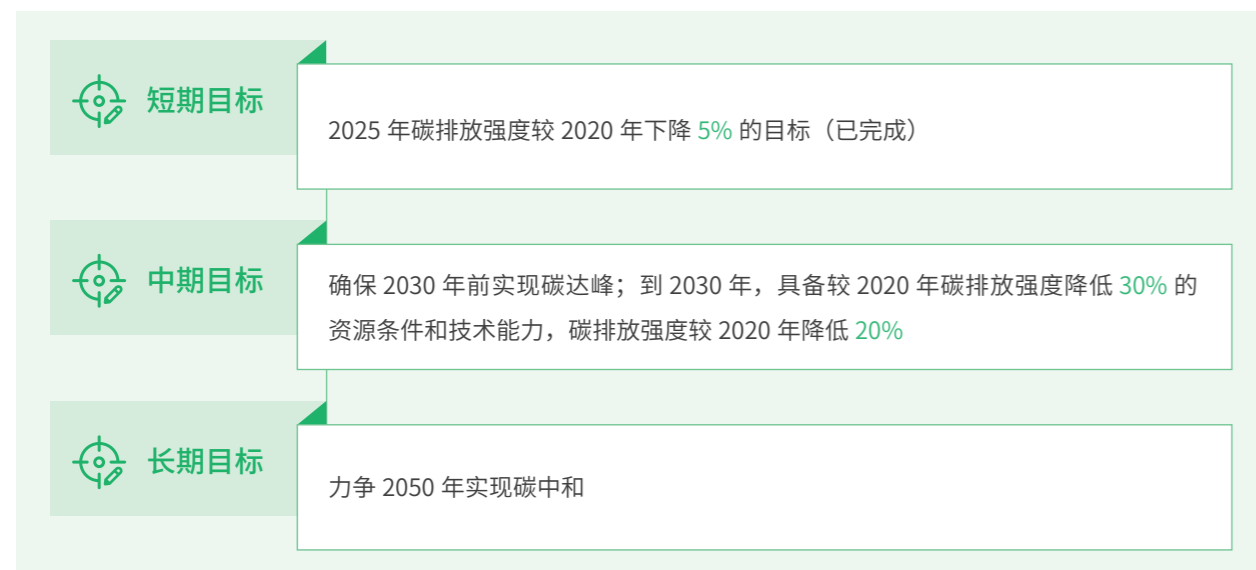 短期目标
2025 年碳排放强度较 2020 年下降 5% 的目标（已完成）
中期目标
确保 2030 年前实现碳达峰；到 2030 年，具备较 2020 年碳排放强度降低 30% 的
资源条件和技术能力，碳排放强度较 2020 年降低 20%
长期目标
力争 2050 年实现碳中和